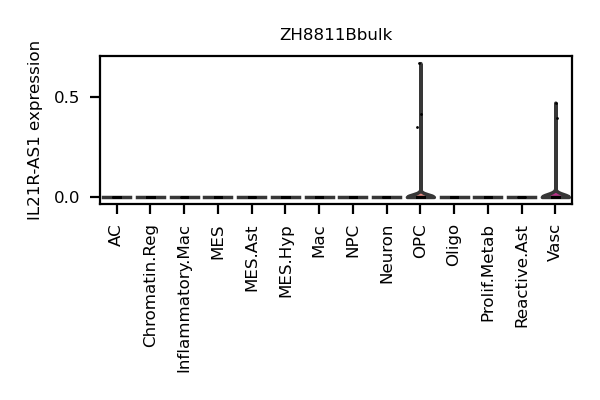 ZH8811Bbulk
IL21R-AS1 expression
0.5
0.0
AC
Chromatin.Reg
Inflammatory.Mac
MES
MES.Ast
MES.Hyp
Mac
NPC
Neuron
OPC
Oligo
Prolif.Metab
Reactive.Ast
Vasc